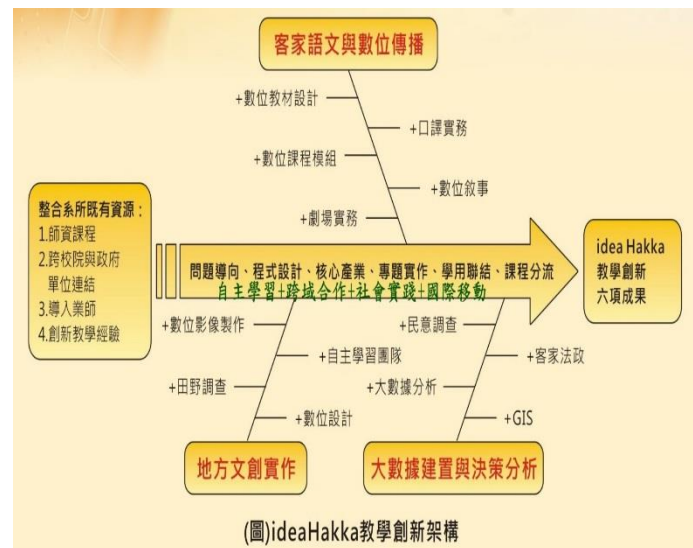 客家語文與數位傳播
+數位教材設計
+口譯實務
+數位課程模組
+數位敘事
+劇場實務
整合系所既有資源：
1.師資課程
2.跨校院與政府
單位連結
3.導入業師
4.創新教學經驗
問題導向、程式設計、核心產業、專題實作、學用聯結、課程分流
自主學習+跨域合作+社會實踐+國際移動
idea Hakka
教學創新
六項成果
+數位影像製作
+自主學習團隊
+田野調查
+數位設計
地方文創實作
+民意調查
+客家法政
+大數據分析
+GIS
大數據建置與決策分析
(圖)ideaHakka教學創新架構